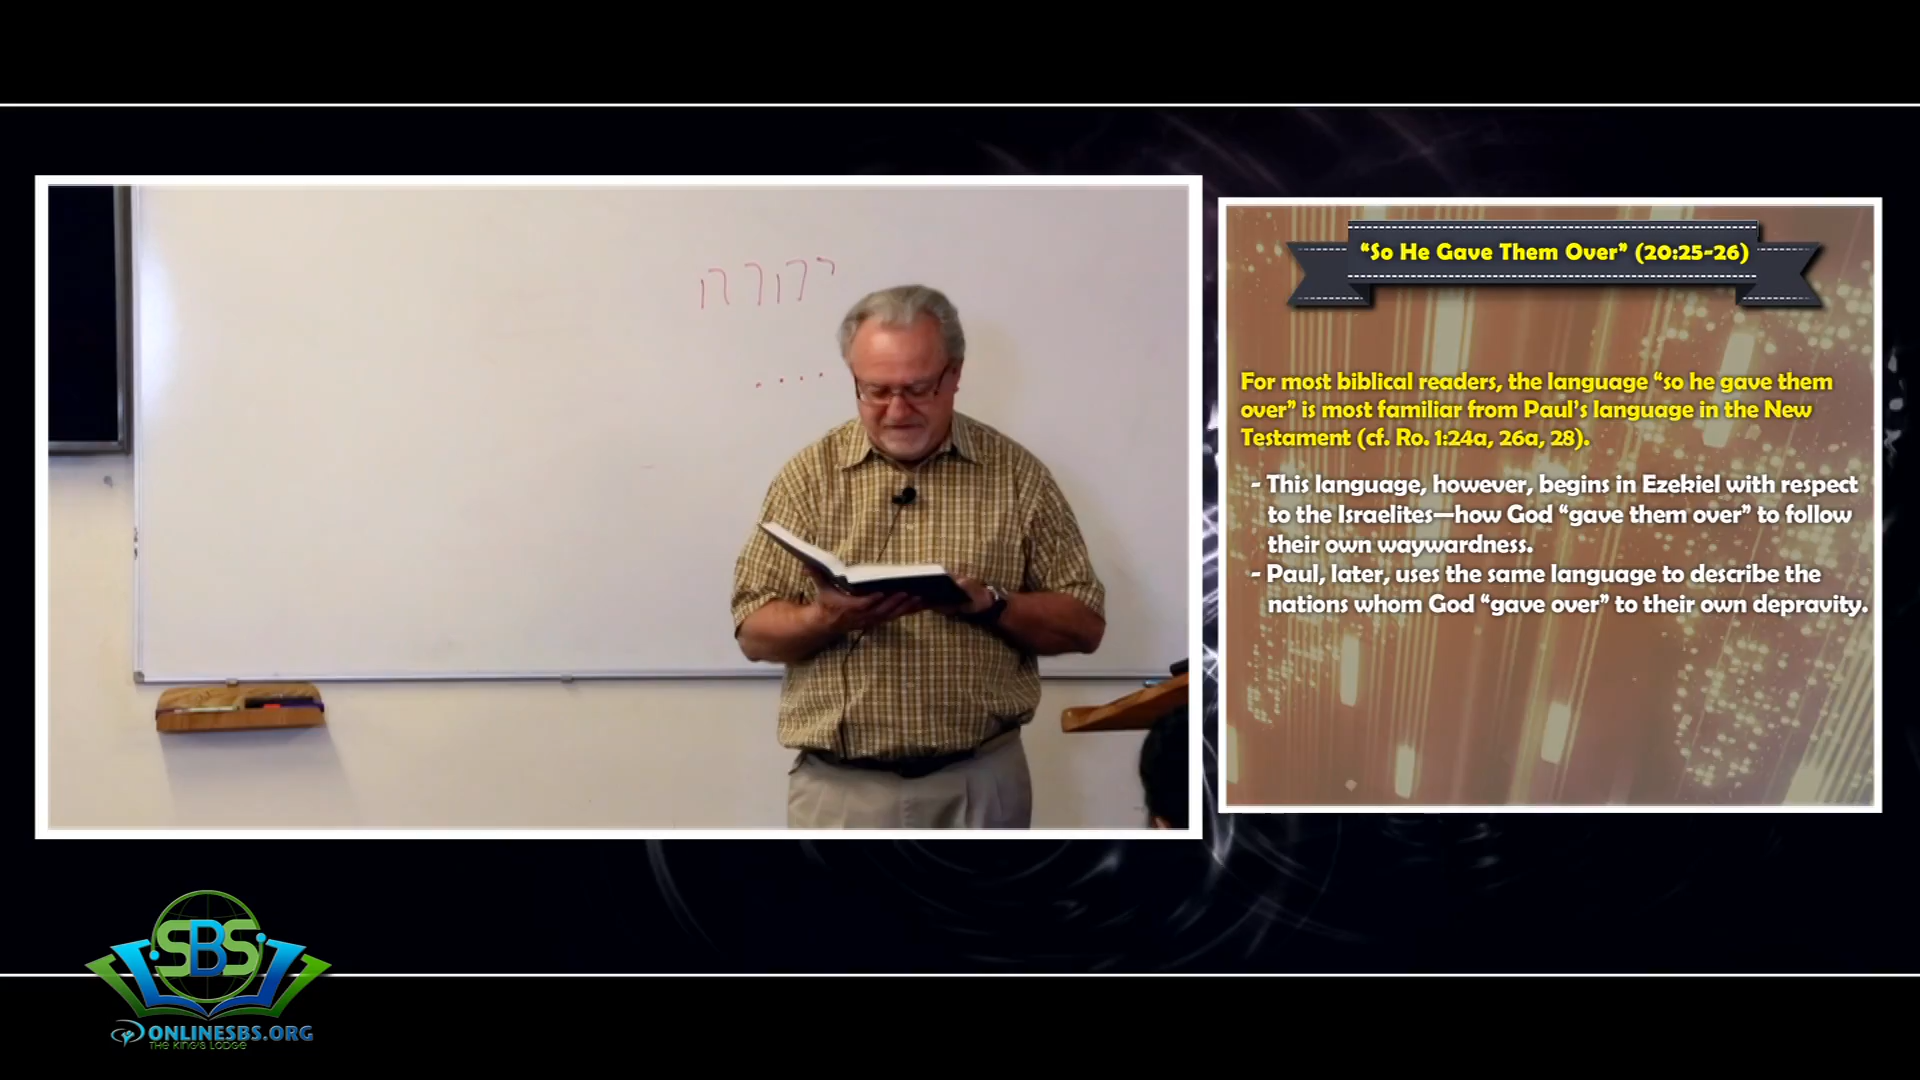 יהוה
. . . .
“So He Gave Them Over” (20:25-26)
For most biblical readers, the language “so he gave them
over” is most familiar from Paul’s language in the New
Testament (cf. Ro. 1:24a, 26a, 28).
- This language, however, begins in Ezekiel with respect
to the Israelites—how God “gave them over” to follow
their own waywardness.
- Paul, later, uses the same language to describe the
nations whom God “gave over” to their own depravity.
SBS
ONLINESBS.ORG
THE KING'S LODGE